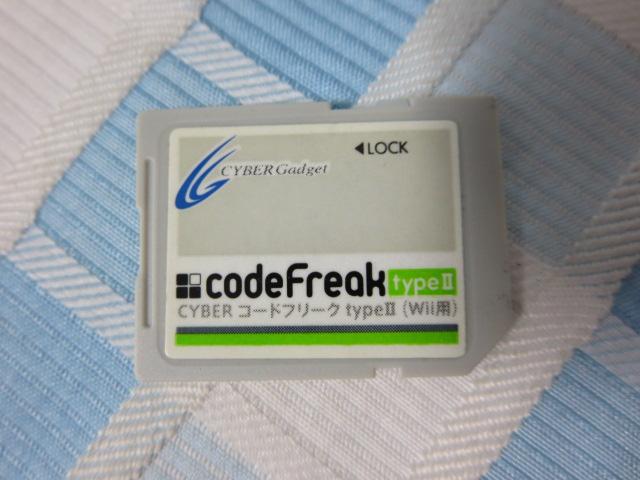 ◀LOCK
CYBER Gadget
codeFreak typeⅡ
CYBER コードフリーク typeⅡ (Wii用)